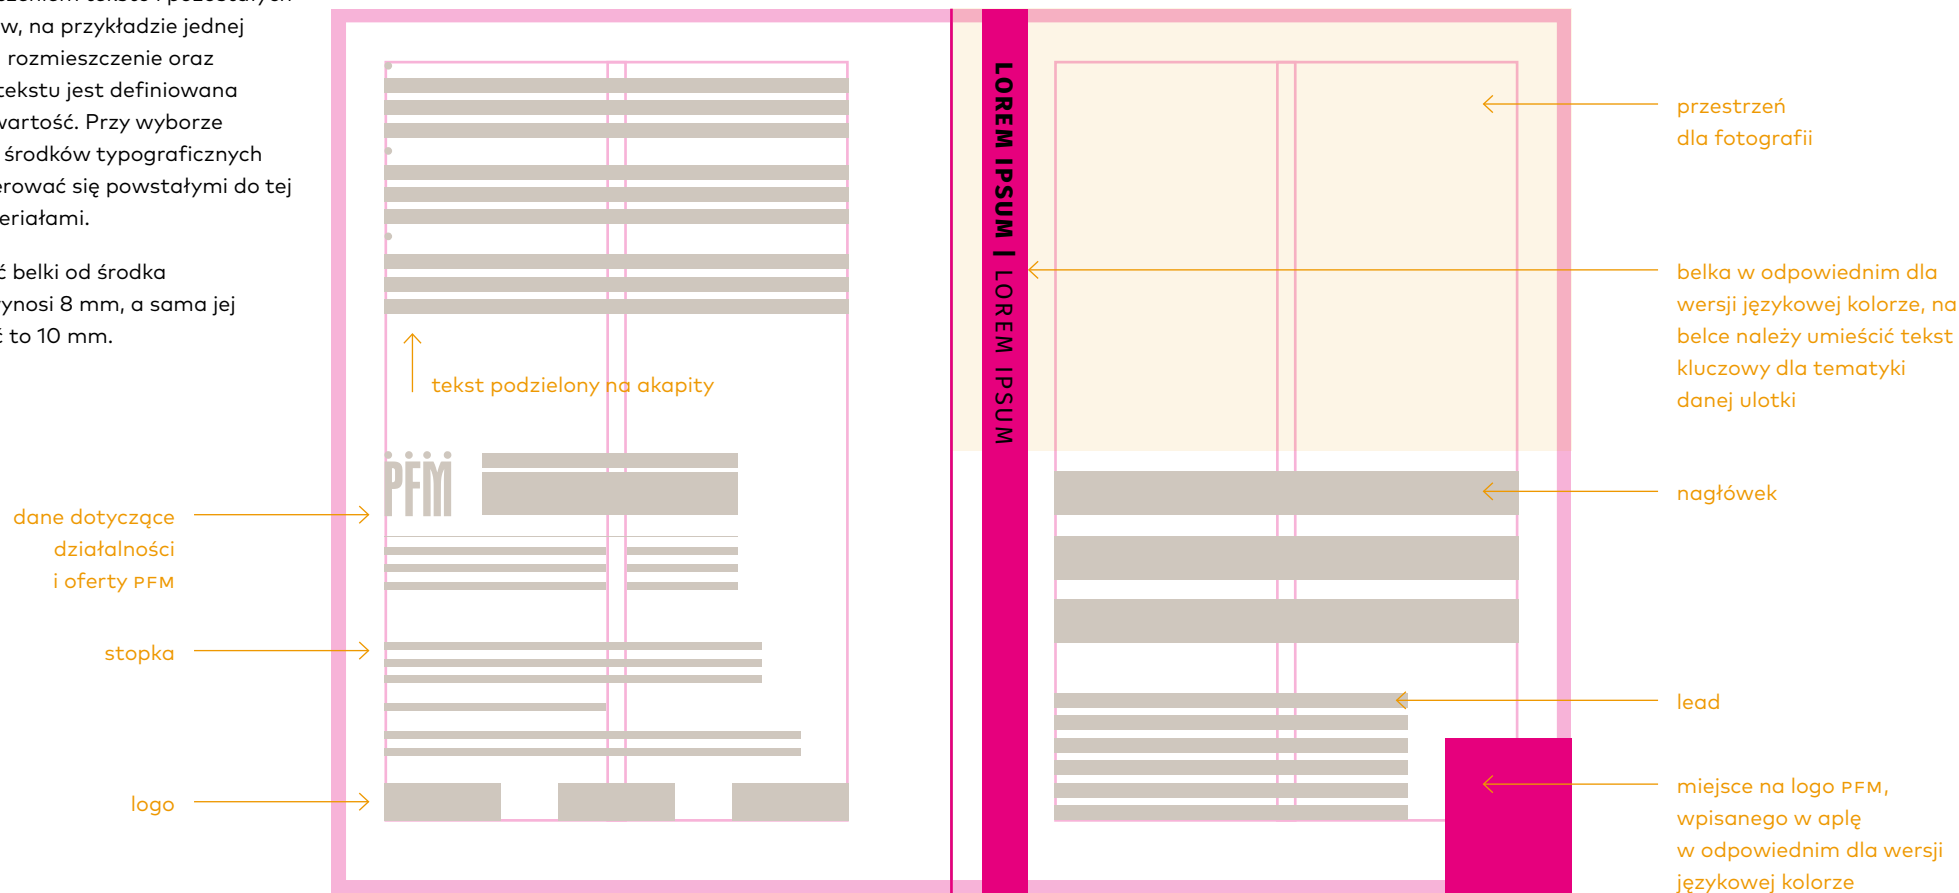 w, na przykładzie jednej
rozmieszczenie oraz
tekstu jest definiowana
wartość. Przy wyborze
środków typograficznych
erować się powstałymi do tej
eriałami.
ć belki od środka
ynosi 8 mm, a sama jej
ć to 10 mm.
tekst podzielony na akapity
PFM
dane dotyczące
działalności
i oferty PFM
stopka
logo
LOREM IPSUM | LOREM IPSUM
przestrzeń
dla fotografii
belka w odpowiednim dla
wersji językowej kolorze, na
belce należy umieścić tekst
kluczowy dla tematyki
danej ulotki
nagłówek
lead
miejsce na logo PFM,
wpisanego w aplę
w odpowiednim dla wersji
językowej kolorze